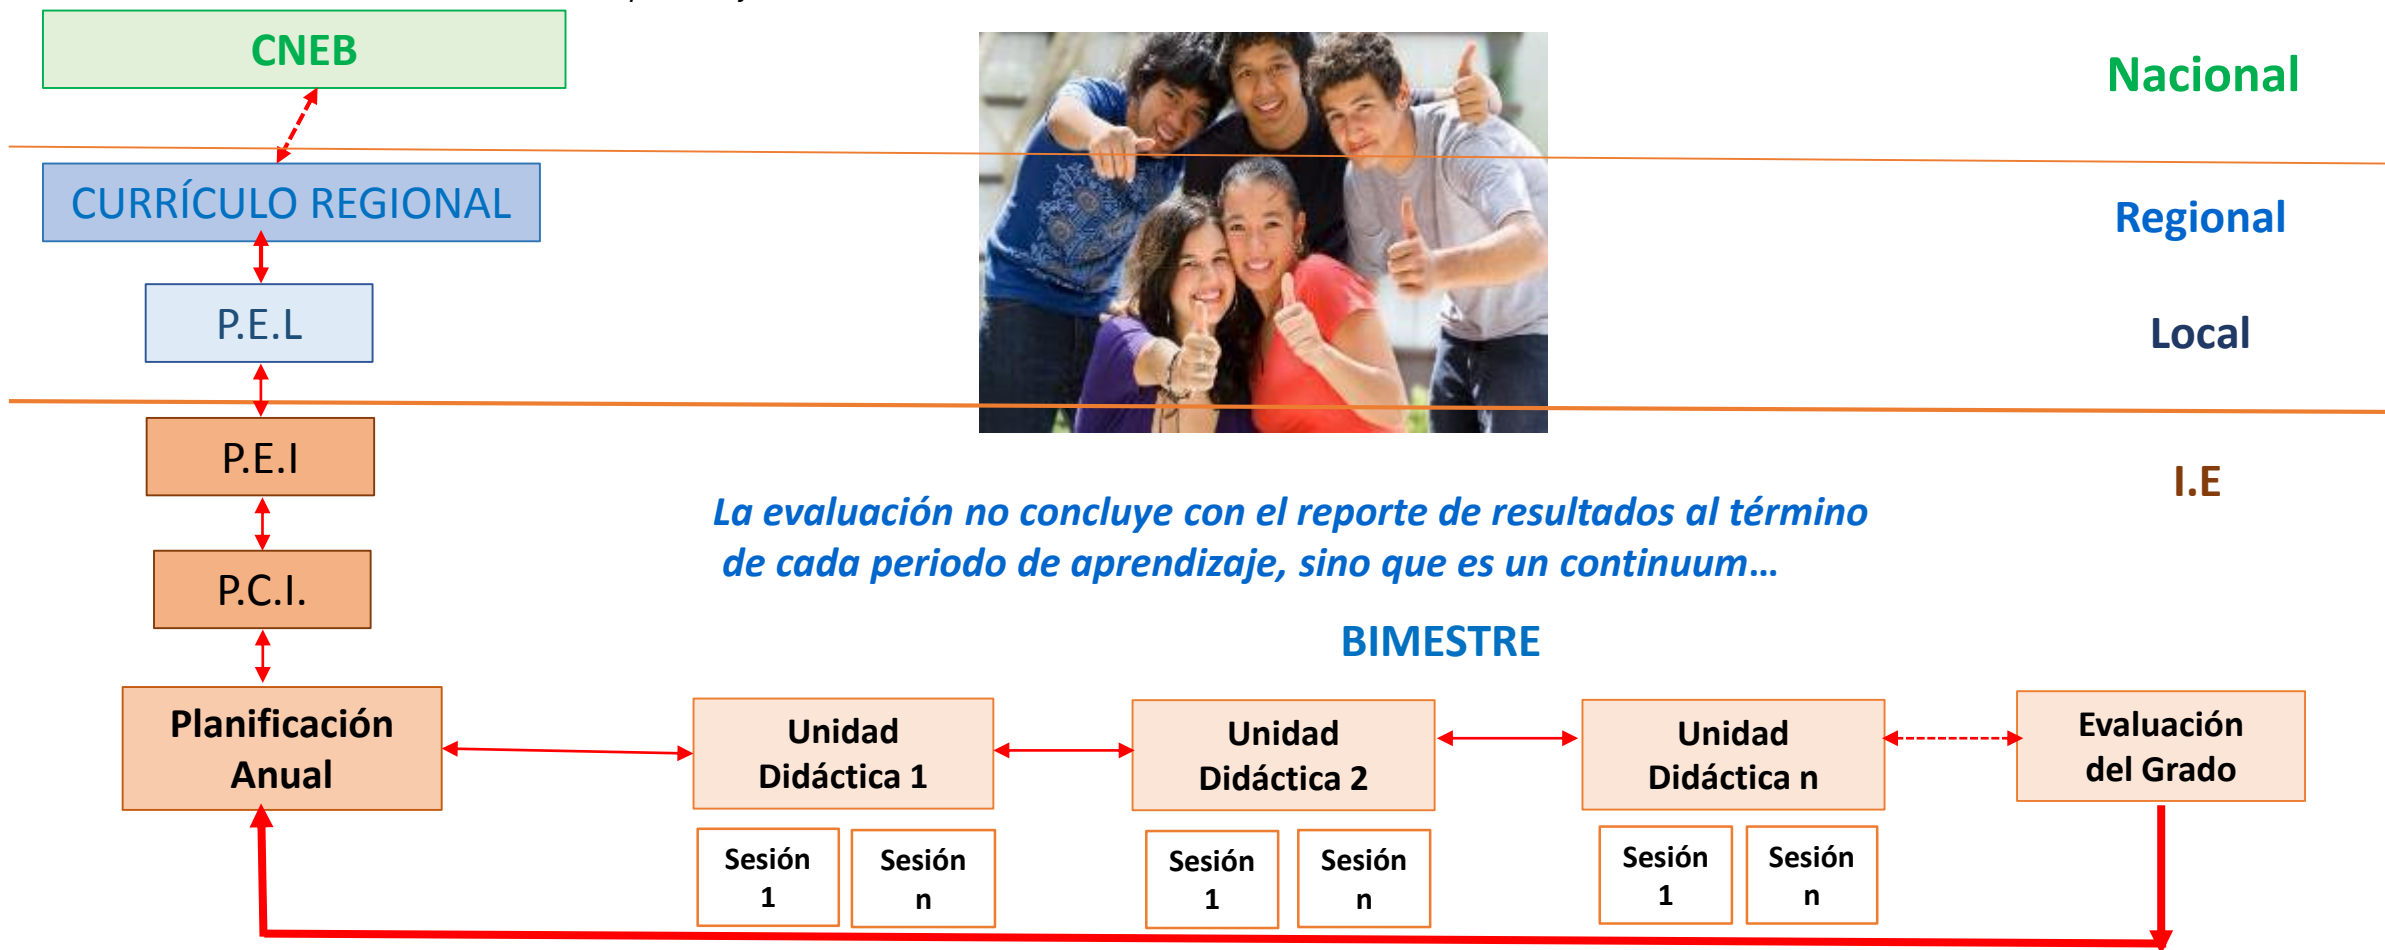 CNEB
Nacional
CURRÍCULO REGIONAL
Regional
P.E.L
Local
P.E.I
I.E
La evaluación no concluye con el reporte de resultados al término
de cada periodo de aprendizaje, sino que es un continuum...
P.C.I.
BIMESTRE
Planificación
Anual
Unidad
Didáctica 1
Unidad
Didáctica 2
Unidad
Didáctica n
Evaluación
del Grado
Sesión
1
Sesión
n
Sesión
1
Sesión
n
Sesión
1
Sesión
n